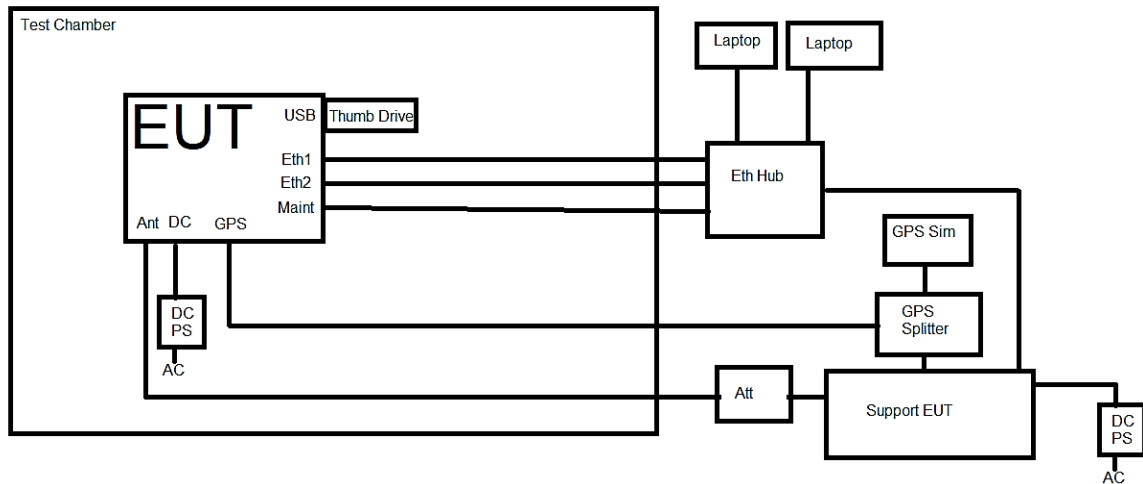 Test Chamber
Laptop
Laptop
EUT
USB
Thumb Drive
Eth1
Eth2
Maint
Ant
DC
GPS
Eth Hub
GPS Sim
GPS
Splitter
DC
PS
AC
Att
Support EUT
DC
PS
AC